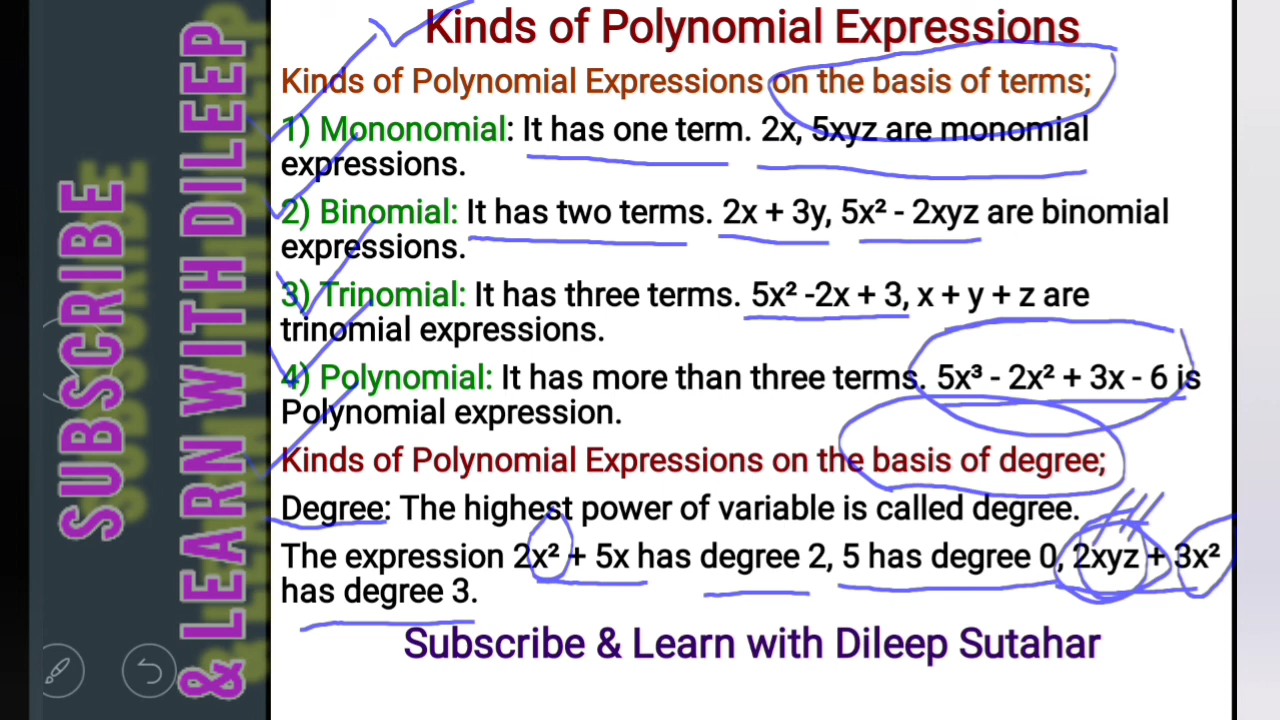 SUBSCRIBE
& LEARN WITH DILEEP
Kinds of Polynomial Expressions
Kinds of Polynomial Expressions on the basis of terms;
1) Mononomial: It has one term. 2x, 5xyz are monomial
expressions.
2) Binomial: It has two terms. 2x + 3y, 5x² - 2xyz are binomial
expressions.
3) Trinomial: It has three terms. 5x² -2x + 3, x + y + z are
trinomial expressions.
4) Polynomial: It has more than three terms. 5x³ - 2x² + 3x - 6 is
Polynomial expression.
Kinds of Polynomial Expressions on the basis of degree;
Degree: The highest power of variable is called degree.
The expression 2x² + 5x has degree 2, 5 has degree 0, 2xyz + 3x²
has degree 3.
Subscribe & Learn with Dileep Sutahar